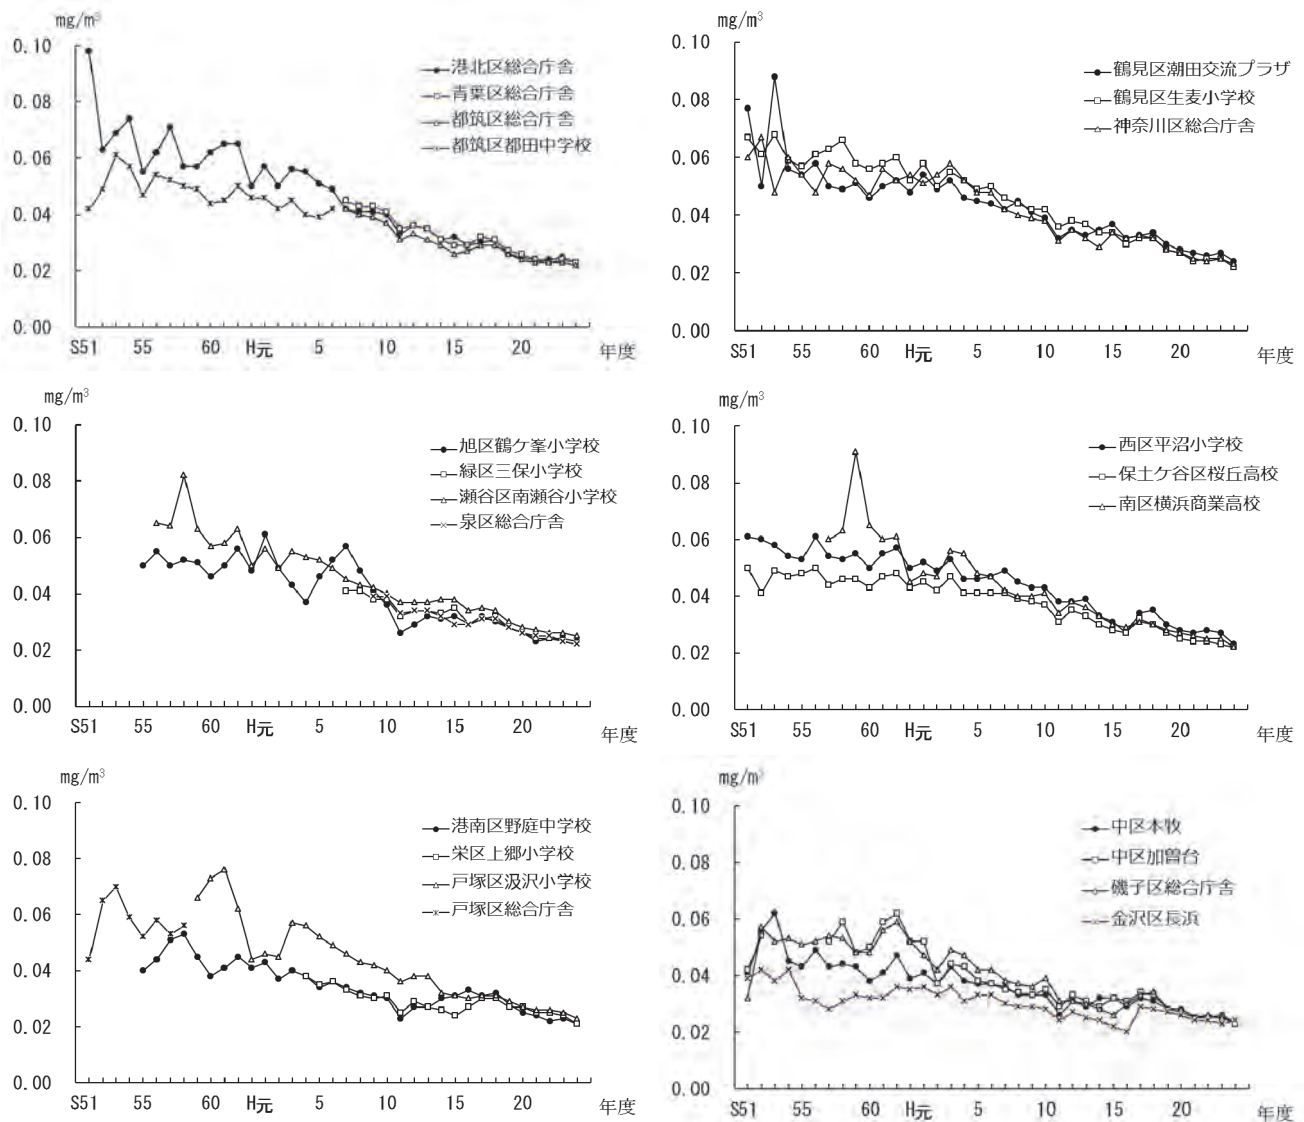 mg/m³
0.10
0.08
0.06
0.04
0.02
0.00
S51 55 60 H元 5 10 15 20 年度
港北区総合庁舎
青葉区総合庁舎
都筑区総合庁舎
都筑区都田中学校
mg/m³
0.10
0.08
0.06
0.04
0.02
0.00
S51 55 60 H元 5 10 15 20 年度
鶴見区潮田交流プラザ
鶴見区生麦小学校
神奈川区総合庁舎
mg/m³
0.10
0.08
0.06
0.04
0.02
0.00
S51 55 60 H元 5 10 15 20 年度
旭区鶴ケ峯小学校
緑区三保小学校
瀬谷区南瀬谷小学校
泉区総合庁舎
mg/m³
0.10
0.08
0.06
0.04
0.02
0.00
S51 55 60 H元 5 10 15 20 年度
西区平沼小学校
保土ケ谷区桜丘高校
南区横浜商業高校
mg/m³
0.10
0.08
0.06
0.04
0.02
0.00
S51 55 60 H元 5 10 15 20 年度
港南区野庭中学校
栄区上郷小学校
戸塚区汲沢小学校
戸塚区総合庁舎
mg/m³
0.10
0.08
0.06
0.04
0.02
0.00
S51 55 60 H元 5 10 15 20 年度
中区本牧
中区加曽台
磯子区総合庁舎
金沢区長浜